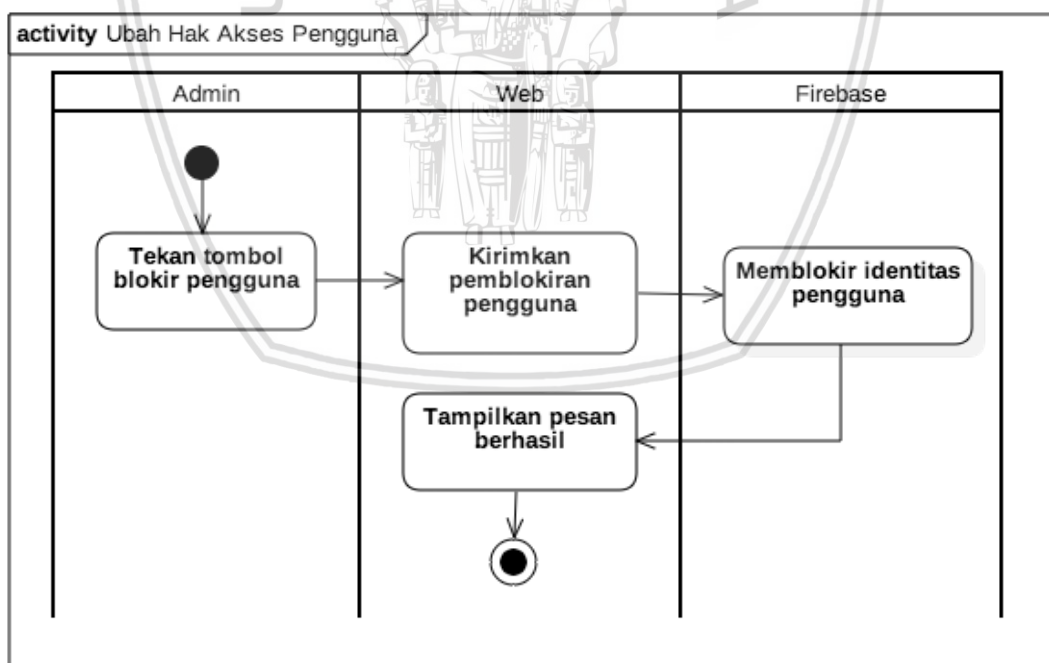 activity Ubah Hak Akses Pengguna
Admin
Web
Firebase
Tekan tombol
blokir pengguna
Kirimkan
pemblokiran
pengguna
Memblokir identitas
pengguna
Tampilkan pesan
berhasil